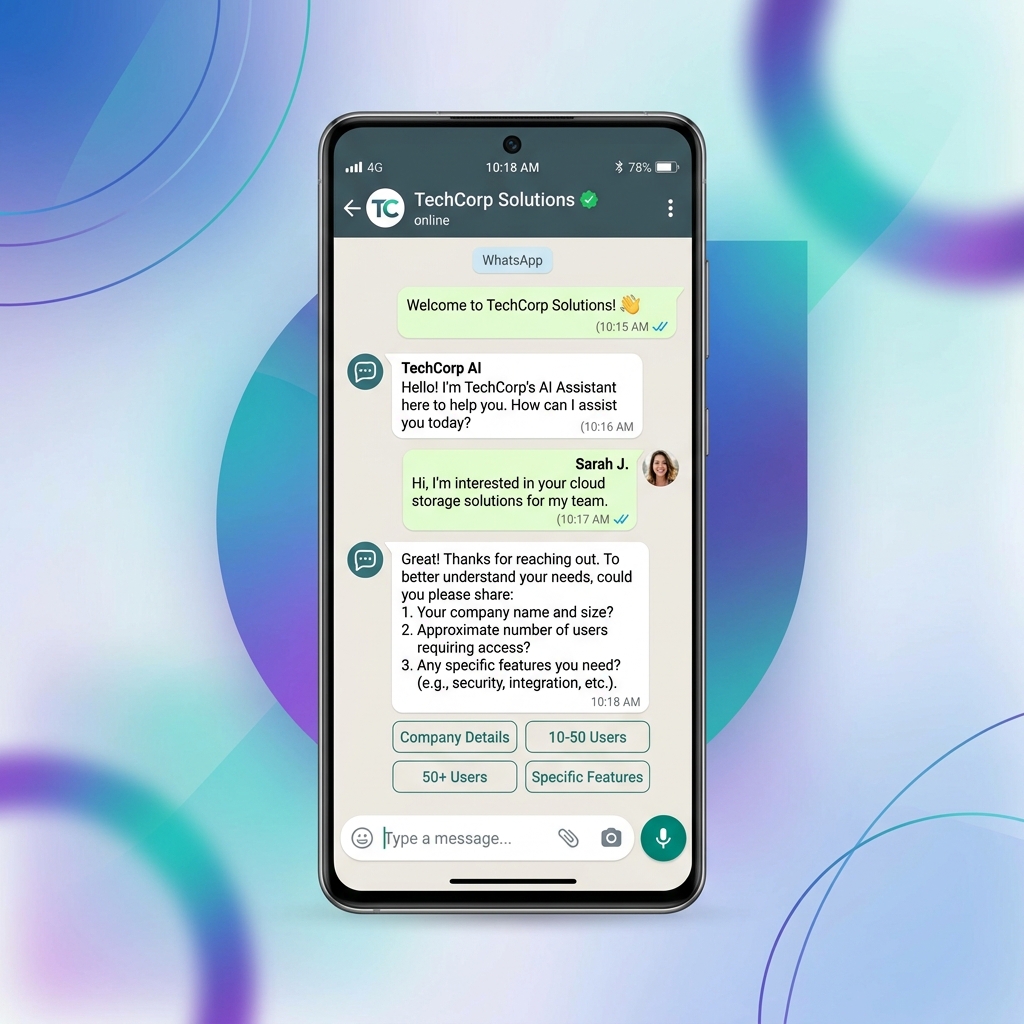 4G 10:18 AM 78%
TC TechCorp Solutions
online
WhatsApp
Welcome to TechCorp Solutions! 👋
(10:15 AM
TechCorp AI
Hello! I'm TechCorp's AI Assistant
here to help you. How can I assist
you today?
(10:16 AM
Sarah J.
Hi, I'm interested in your cloud
storage solutions for my team.
(10:17 AM
Great! Thanks for reaching out. To
better understand your needs, could
you please share:
1. Your company name and size?
2. Approximate number of users
requiring access?
3. Any specific features you need?
(e.g., security, integration, etc.).
10:18 AM
Company Details 10-50 Users
50+ Users Specific Features
Type a message...